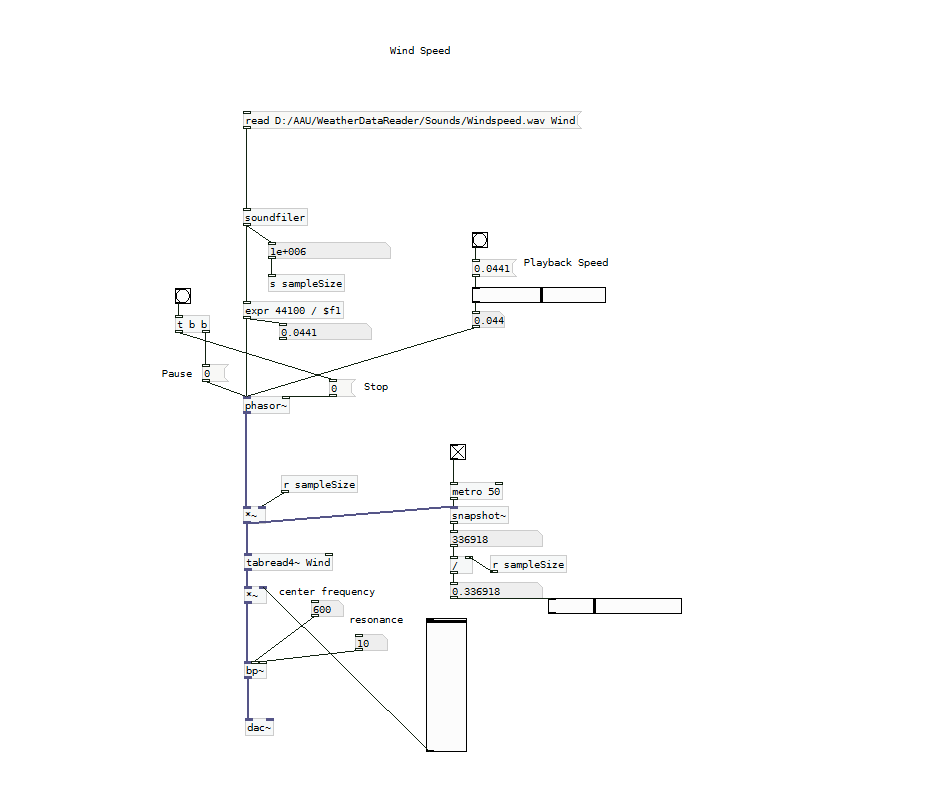 Wind Speed
read D:/AAU/WeatherDataReader/Sounds/Windspeed.wav Wind
soundfiler
1e+006
s sampleSize
0.0441
Playback Speed
expr 44100 / $f1
0.0441
0.044
t b b
Pause
0
0
Stop
phasor~
r sampleSize
*~
metro 50
snapshot~
336918
/
r sampleSize
0.336918
tabread4~ Wind
*~
center frequency
600
resonance
10
bp~
dac~